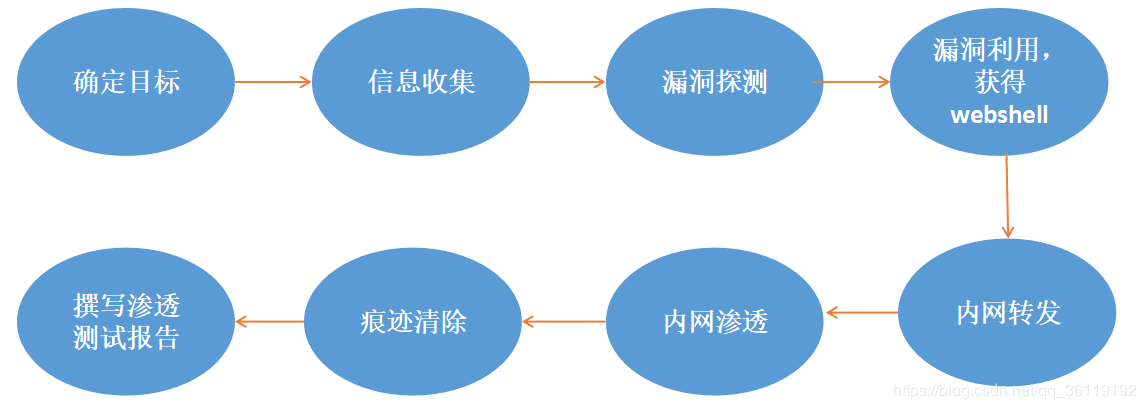 确定目标
信息收集
漏洞探测
漏洞利用，
获得
webshell
内网转发
内网渗透
痕迹清除
撰写渗透
测试报告
https://blog.csdn.net/qq_36119192